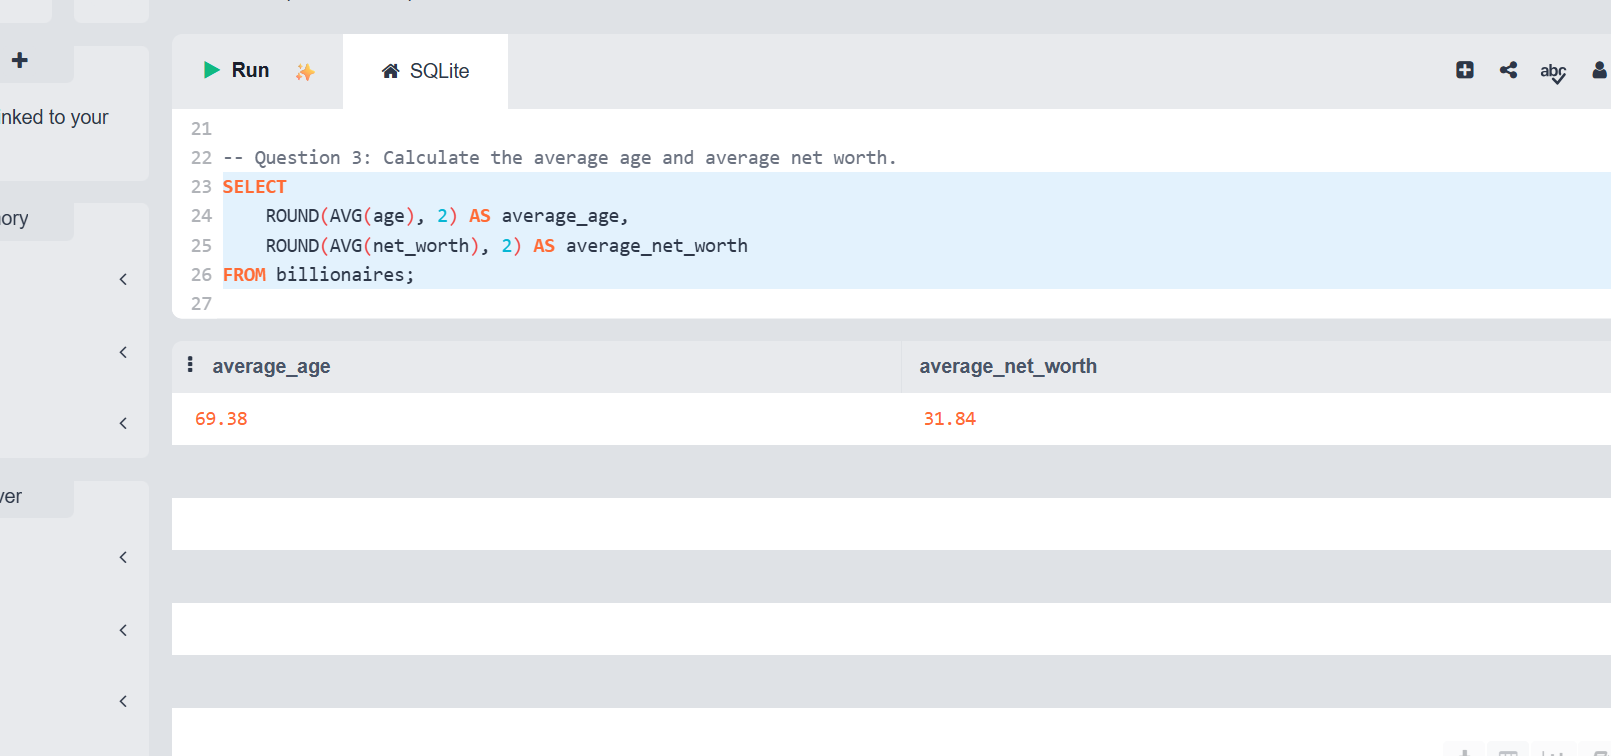 Run
SQLite
abc
inked to your
ory
ver
21
22 -- Question 3: Calculate the average age and average net worth.
23 SELECT
24     ROUND(AVG(age), 2) AS average_age,
25     ROUND(AVG(net_worth), 2) AS average_net_worth
26 FROM billionaires;
27
average_age average_net_worth
69.38 31.84